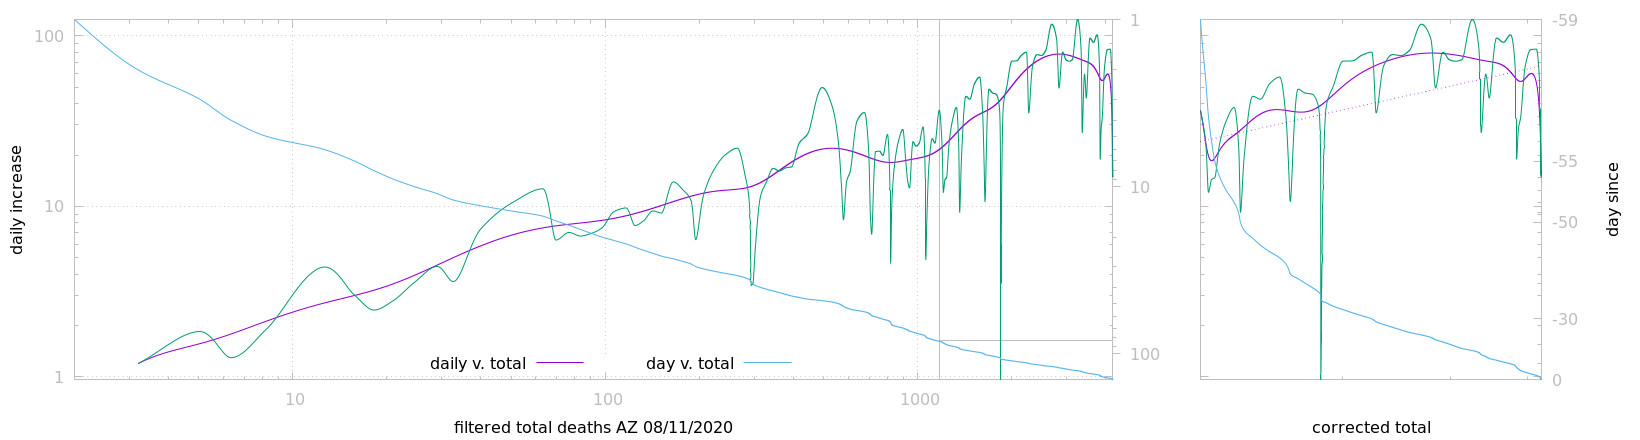 100
10
1
daily increase
daily v. total
day v. total
10
100
1000
filtered total deaths AZ 08/11/2020
1
10
100
-59
-55
-50
-30
0
day since
corrected total